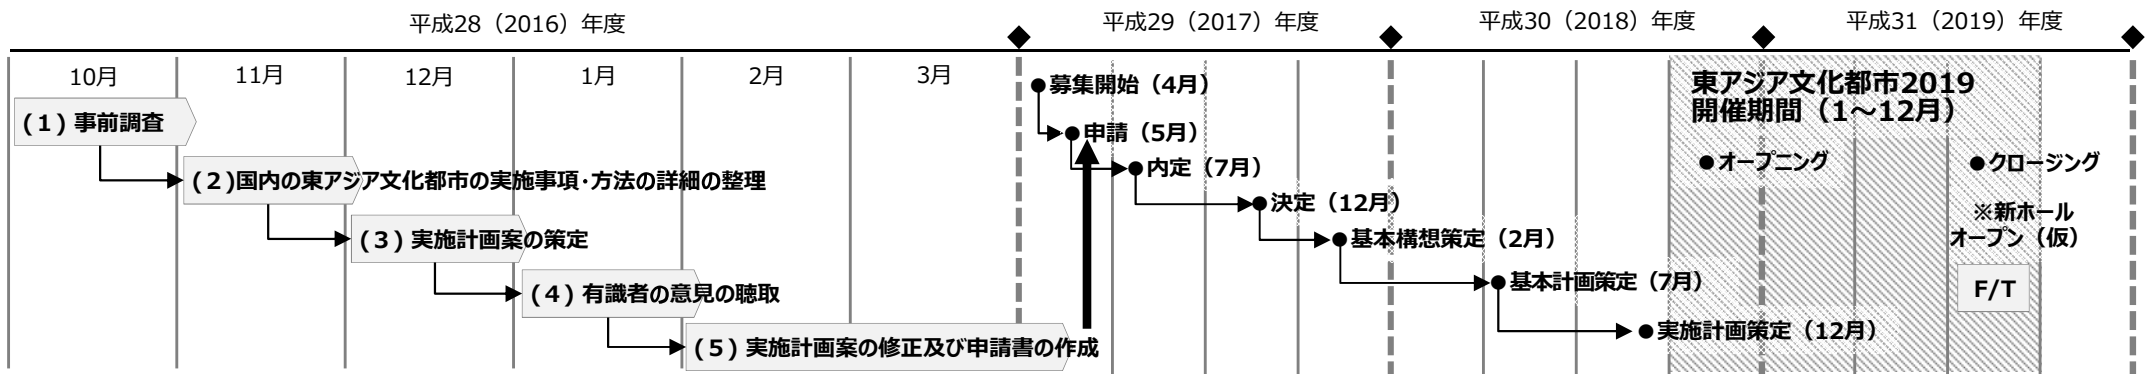 平成28（2016）年度
平成29（2017）年度
平成30（2018）年度
平成31（2019）年度
10月
11月
12月
1月
2月
3月
(１) 事前調査
(２)国内の東アジア文化都市の実施事項･方法の詳細の整理
(３) 実施計画案の策定
(４) 有識者の意見の聴取
(５) 実施計画案の修正及び申請書の作成
●募集開始（4月）
●申請（5月）
●内定（7月）
●決定（12月）
●基本構想策定（2月）
●基本計画策定（7月）
●実施計画策定（12月）
東アジア文化都市2019
開催期間（1～12月）
●オープニング
●クロージング
※新ホール
オープン（仮）
F/T